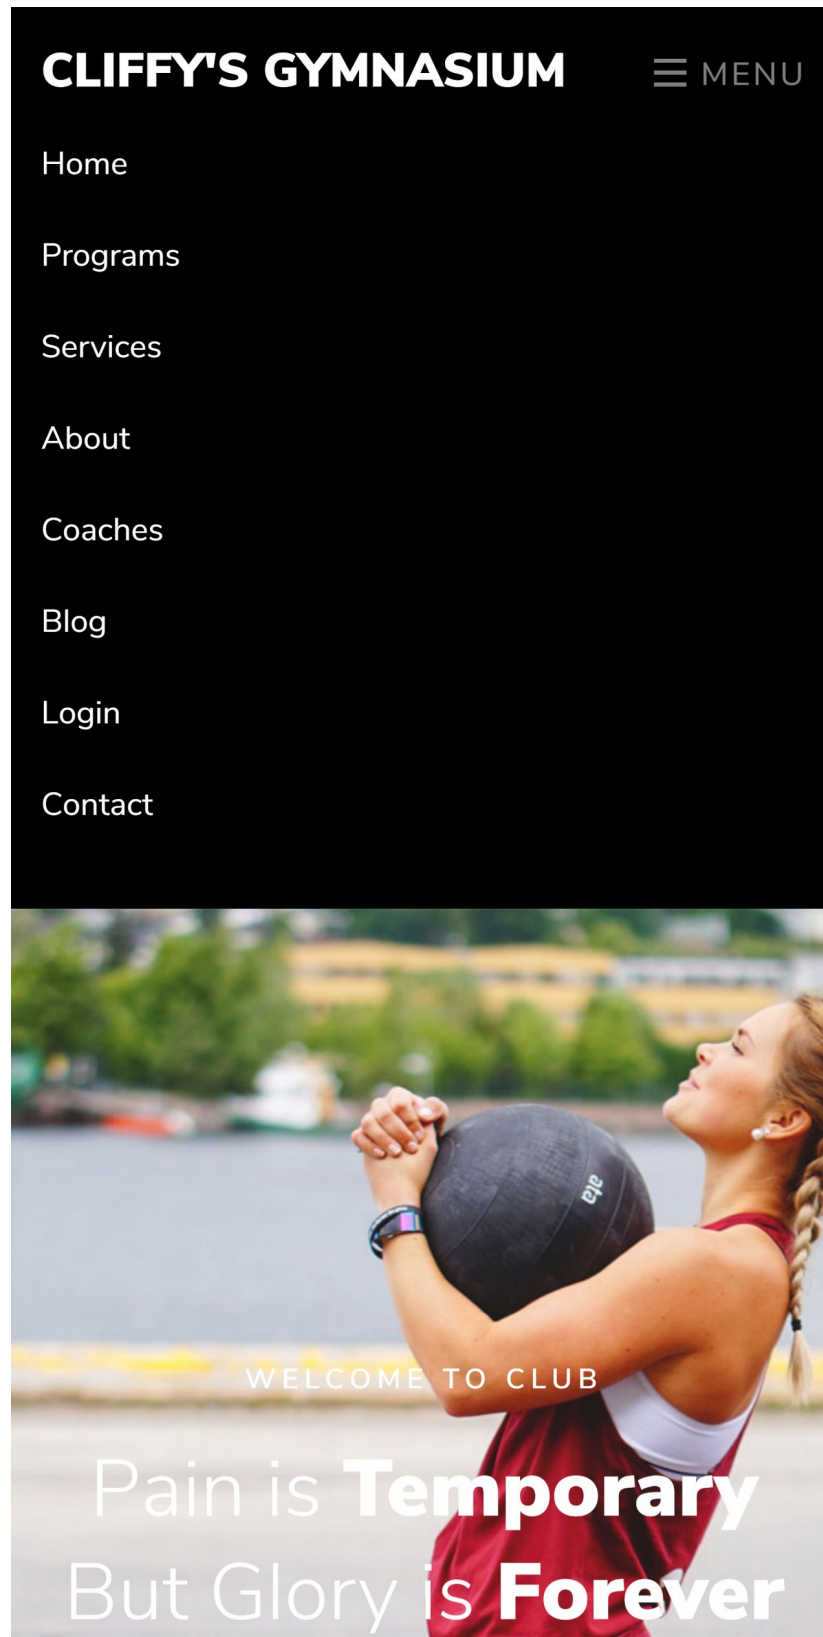 CLIFFY'S GYMNASIUM
MENU
Home
Programs
Services
About
Coaches
Blog
Login
Contact
ata
WELCOME TO CLUB
Pain is Temporary
But Glory is Forever